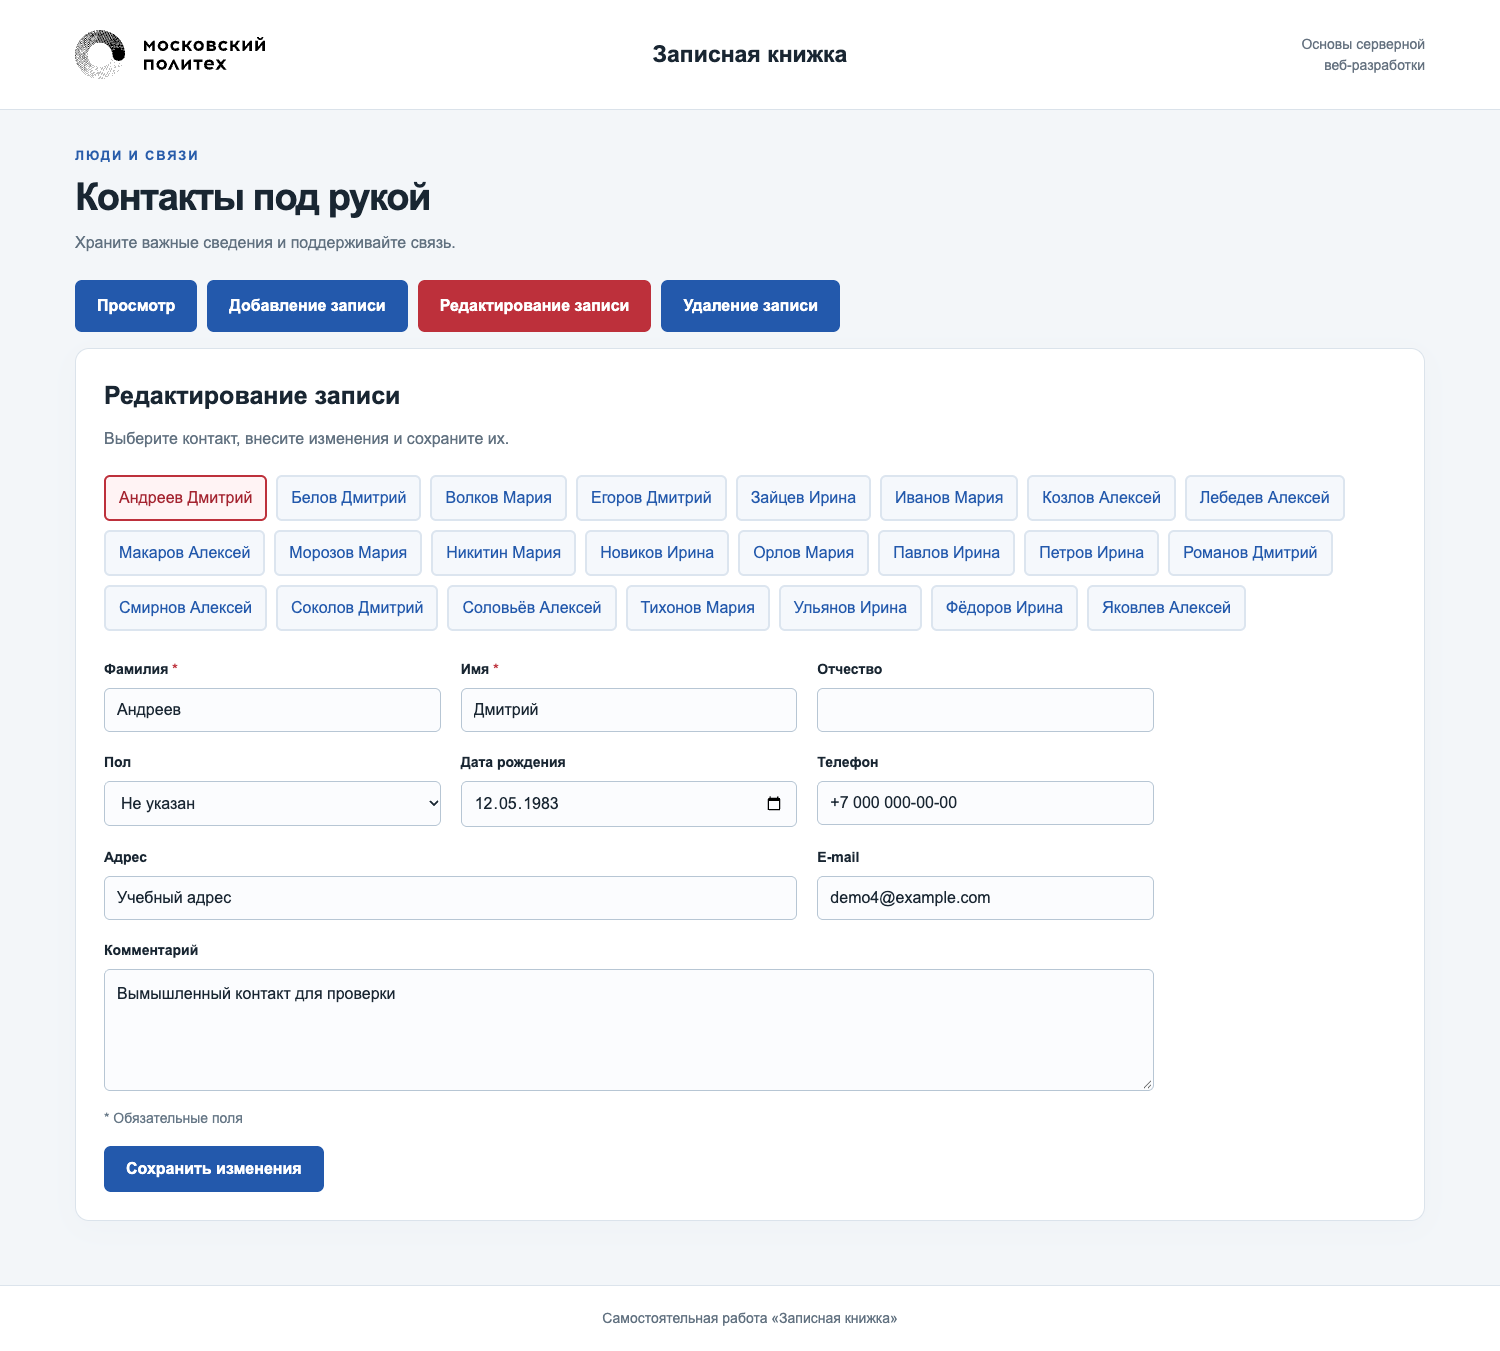 московский
политех
Записная книжка
Основы серверной
веб-разработки
ЛЮДИ И СВЯЗИ
Контакты под рукой
Храните важные сведения и поддерживайте связь.
Просмотр
Добавление записи
Редактирование записи
Удаление записи
Редактирование записи
Выберите контакт, внесите изменения и сохраните их.
Андреев Дмитрий
Белов Дмитрий
Волков Мария
Егоров Дмитрий
Зайцев Ирина
Иванов Мария
Козлов Алексей
Лебедев Алексей
Макаров Алексей
Морозов Мария
Никитин Мария
Новиков Ирина
Орлов Мария
Павлов Ирина
Петров Ирина
Романов Дмитрий
Смирнов Алексей
Соколов Дмитрий
Соловьёв Алексей
Тихонов Мария
Ульянов Ирина
Фёдоров Ирина
Яковлев Алексей
Фамилия *
Имя *
Отчество
Андреев
Дмитрий
Пол
Дата рождения
Телефон
Не указан
12.05.1983
+7 000 000-00-00
Адрес
E-mail
Учебный адрес
demo4@example.com
Комментарий
Вымышленный контакт для проверки
* Обязательные поля
Сохранить изменения
Самостоятельная работа «Записная книжка»